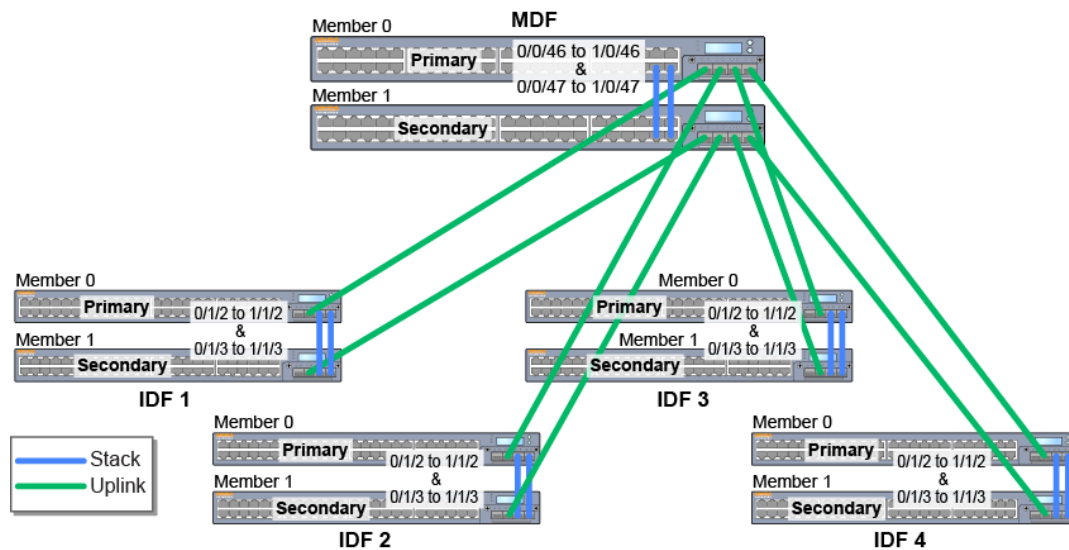 MDF
Member 0
Primary
0/0/46 to 1/0/46
&
0/0/47 to 1/0/47
Member 1
Secondary
Member 0
Primary
0/1/2 to 1/1/2
&
0/1/3 to 1/1/3
Member 1
Secondary
IDF 1
Member 0
Primary
0/1/2 to 1/1/2
&
0/1/3 to 1/1/3
Member 1
Secondary
IDF 3
Member 0
Primary
0/1/2 to 1/1/2
&
0/1/3 to 1/1/3
Member 1
Secondary
IDF 2
Member 0
Primary
0/1/2 to 1/1/2
&
0/1/3 to 1/1/3
Member 1
Secondary
IDF 4
Stack
Uplink